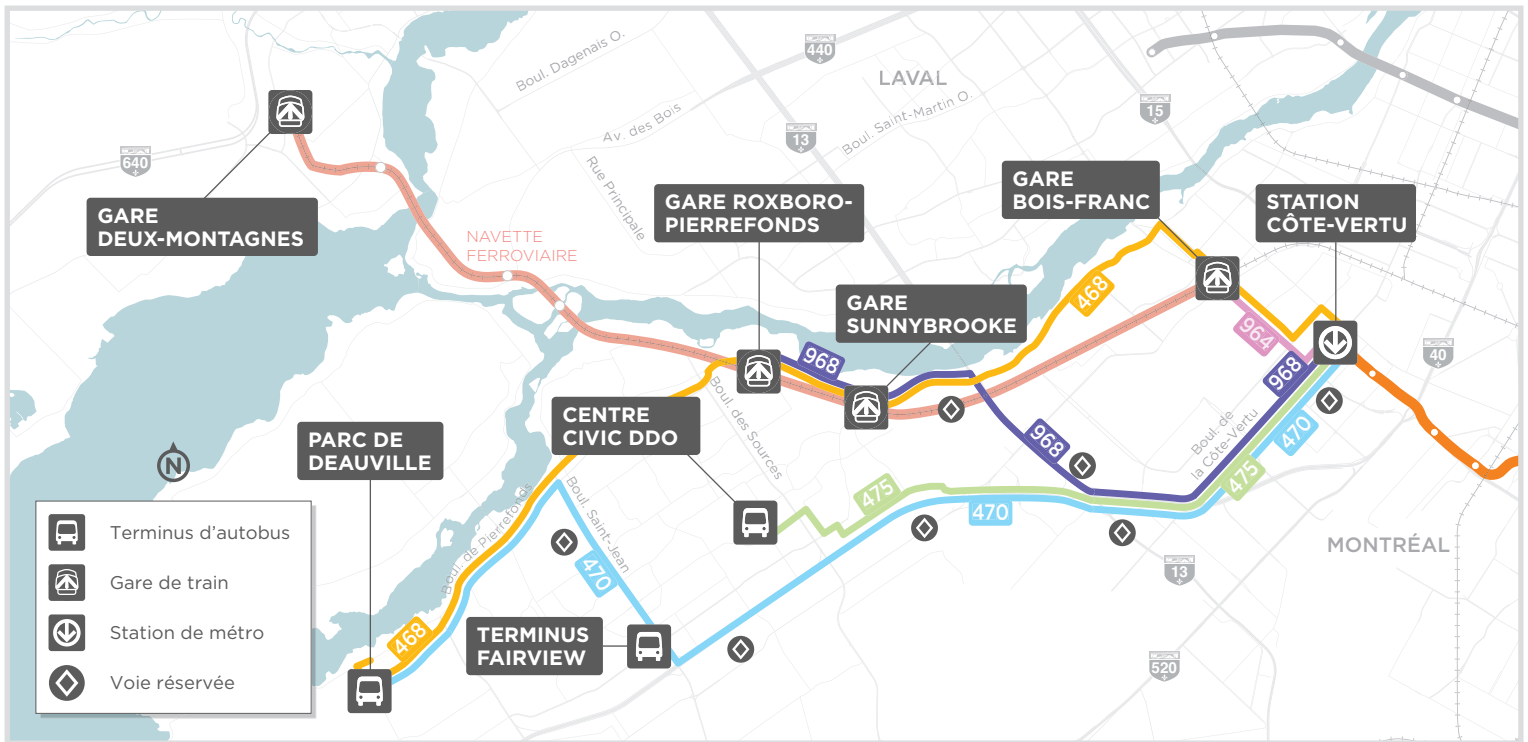 Boul. Dagenais O.
440
LAVAL
Boul. Saint-Martin O.
15
Av. des Bois
13
640
Rue Principale
GARE
DEUX-MONTAGNES
NAVETTE
FERROVIAIRE
GARE ROXBORO-
PIERREFONDS
GARE
BOIS-FRANC
STATION
CÔTE-VERTU
GARE
SUNNYBROOKE
468
964
968
968
40
Boul. des Sources
CENTRE
CIVIC DDO
PARC DE
DEAUVILLE
N
968
Boul. de
la Côte-Vertu
470
475
475
470
Boul. de Pierrefonds
Boul. Saint-Jean
470
MONTRÉAL
13
520
468
TERMINUS
FAIRVIEW
Terminus d'autobus
Gare de train
Station de métro
Voie réservée